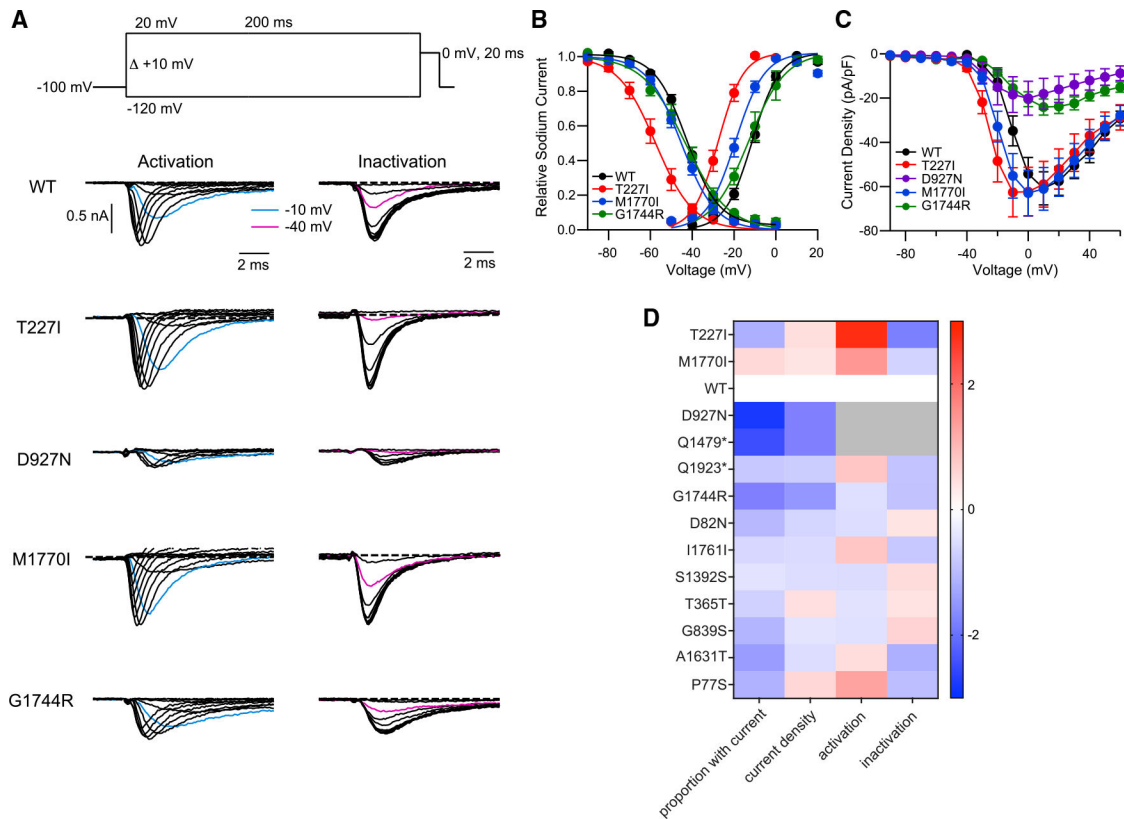 A
20 mV
200 ms
Δ +10 mV
0 mV, 20 ms
-100 mV
-120 mV
Activation
Inactivation
WT
0.5 nA
-10 mV
-40 mV
2 ms
2 ms
T227I
D927N
M1770I
G1744R
B
Relative Sodium Current
1.0
0.8
0.6
0.4
0.2
0.0
WT
T227I
M1770I
G1744R
-80 -60 -40 -20 0 20
Voltage (mV)
C
Current Density (pA/pF)
0
-20
-40
-60
-80
WT
T227I
D927N
M1770I
G1744R
-80 -40 0 40
Voltage (mV)
D
T227I
M1770I
WT
D927N
Q1479*
Q1923*
G1744R
D82N
I1761I
S1392S
T365T
G839S
A1631T
P77S
proportion with current
current density
activation
inactivation
2
0
-2